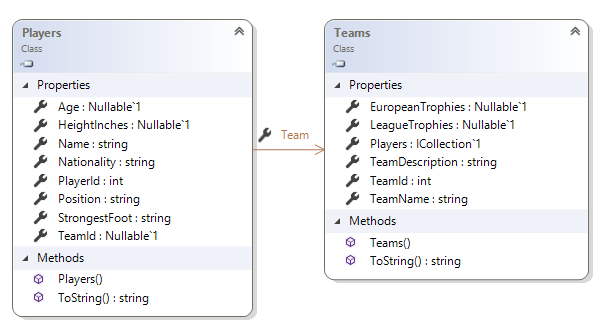 Players
Class
Properties
Age : Nullable`1
HeightInches : Nullable`1
Name : string
Nationality : string
PlayerId : int
Position : string
StrongestFoot : string
TeamId : Nullable`1
Methods
Players()
ToString() : string
Team
Teams
Class
Properties
EuropeanTrophies : Nullable`1
LeagueTrophies : Nullable`1
Players : ICollection`1
TeamDescription : string
TeamId : int
TeamName : string
Methods
Teams()
ToString() : string